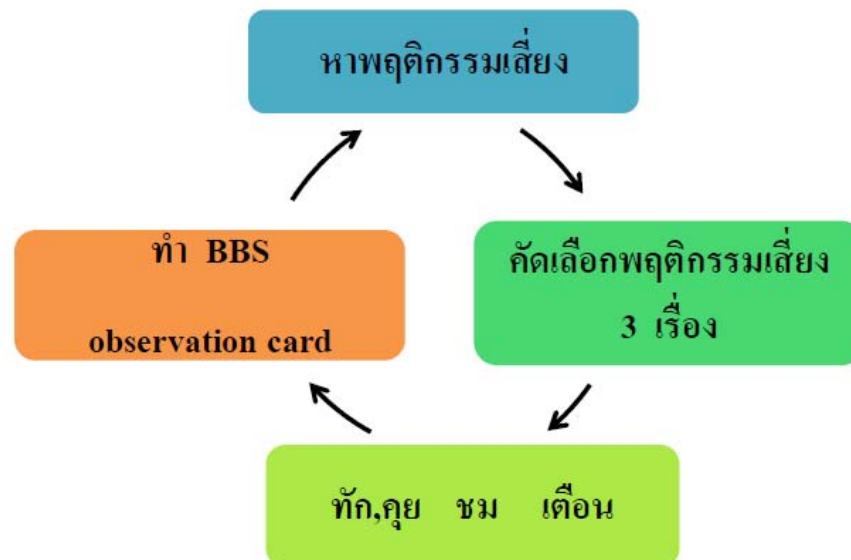 หาพฤติกรรมเสี่ยง
คัดเลือกพฤติกรรมเสี่ยง
3 เรื่อง
ทัก,คุย ชม เตือน
ทำ BBS
observation card